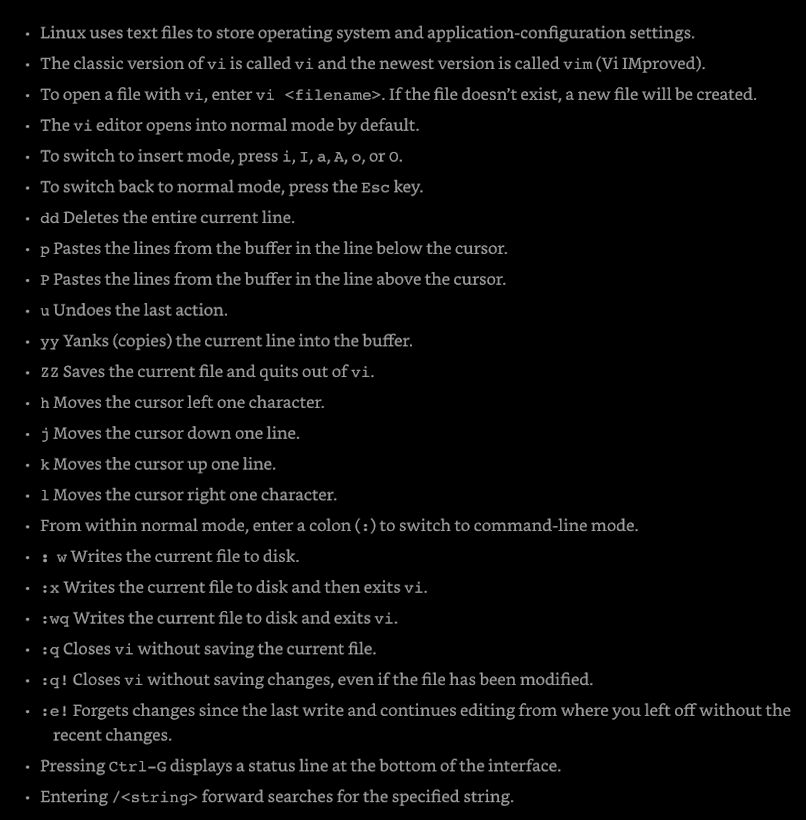 • Linux uses text files to store operating system and application-configuration settings.
• The classic version of vi is called vi and the newest version is called vim (Vi IMproved).
• To open a file with vi, enter vi <filename>. If the file doesn’t exist, a new file will be created.
• The vi editor opens into normal mode by default.
• To switch to insert mode, press i, I, a, A, o, or O.
• To switch back to normal mode, press the Esc key.
• dd Deletes the entire current line.
• p Pastes the lines from the buffer in the line below the cursor.
• P Pastes the lines from the buffer in the line above the cursor.
• u Undoes the last action.
• yy Yanks (copies) the current line into the buffer.
• ZZ Saves the current file and quits out of vi.
• h Moves the cursor left one character.
• j Moves the cursor down one line.
• k Moves the cursor up one line.
• l Moves the cursor right one character.
• From within normal mode, enter a colon (:) to switch to command-line mode.
• : w Writes the current file to disk.
• :x Writes the current file to disk and then exits vi.
• :wq Writes the current file to disk and exits vi.
• :q Closes vi without saving the current file.
• :q! Closes vi without saving changes, even if the file has been modified.
• :e! Forgets changes since the last write and continues editing from where you left off without the
recent changes.
• Pressing Ctrl-G displays a status line at the bottom of the interface.
• Entering /<string> forward searches for the specified string.